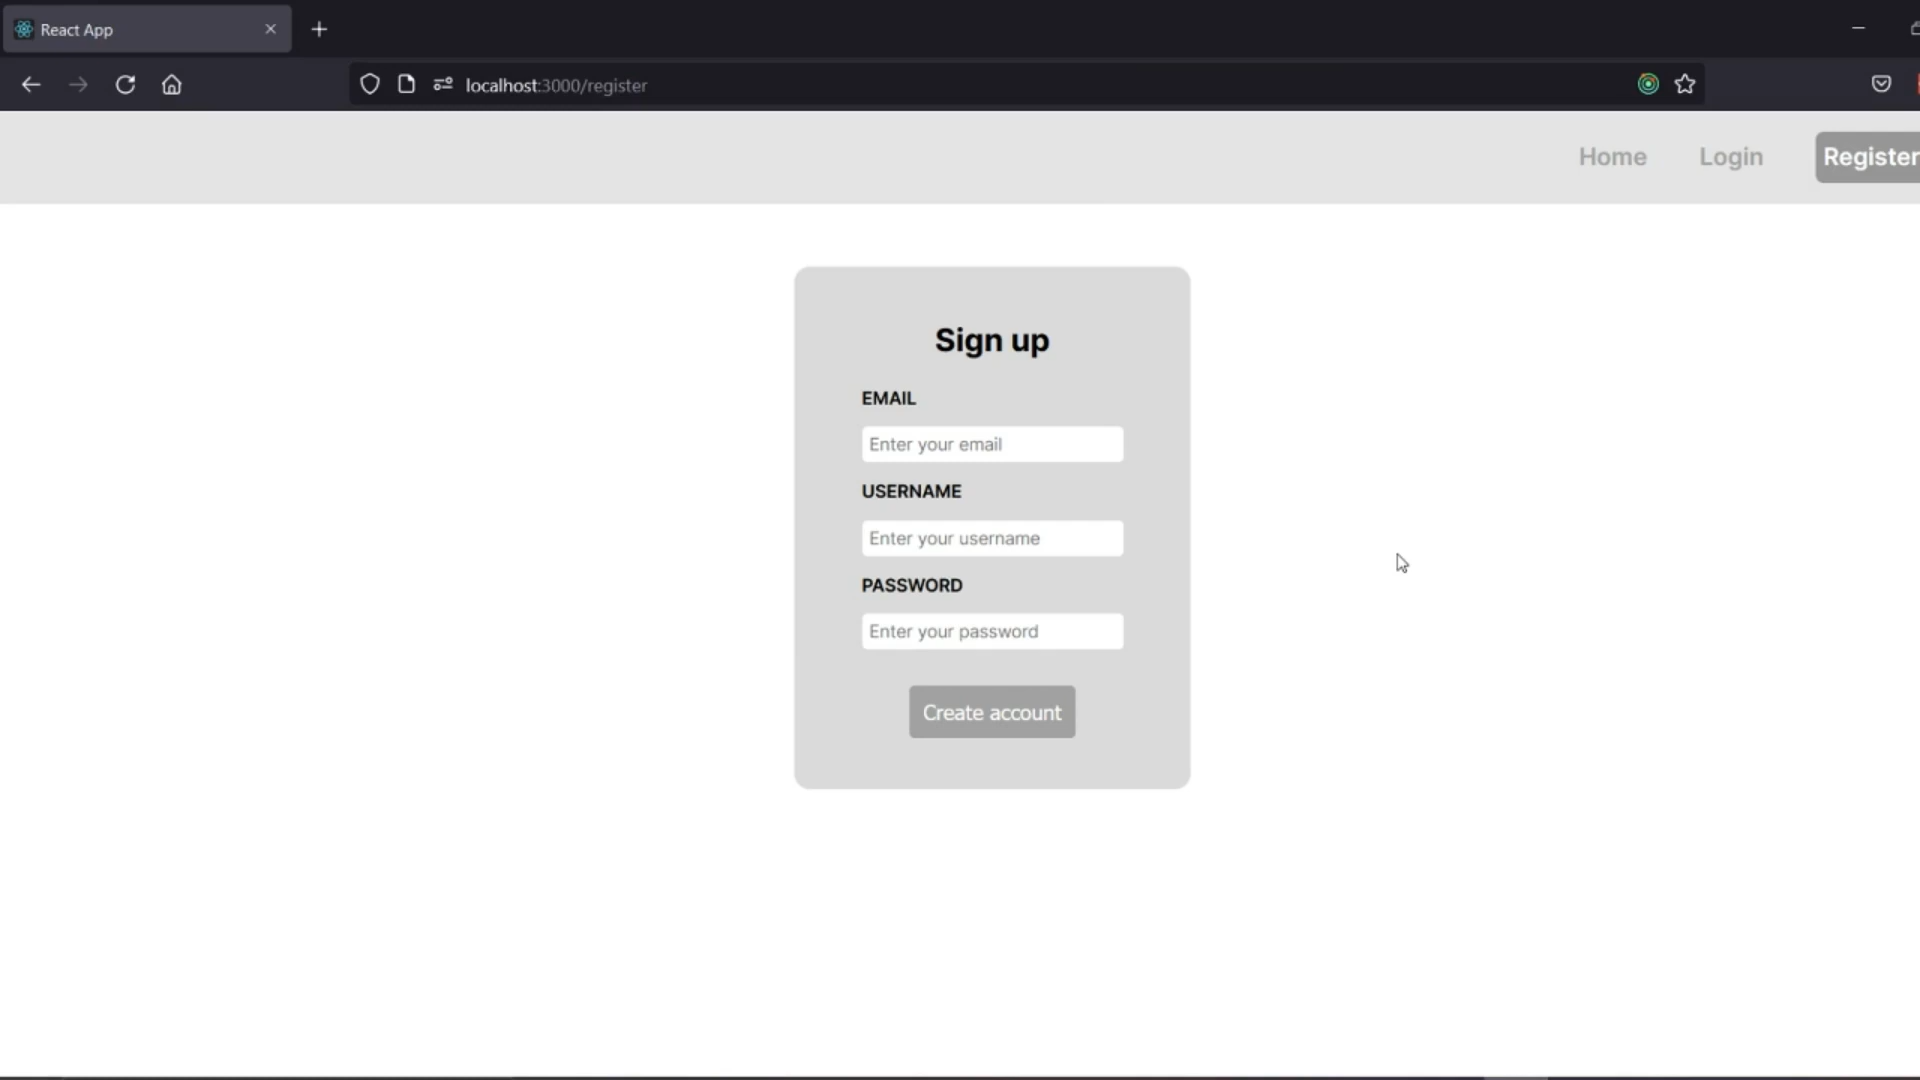 React App
localhost:3000/register
Home Login Register
Sign up
EMAIL
Enter your email
USERNAME
Enter your username
PASSWORD
Enter your password
Create account